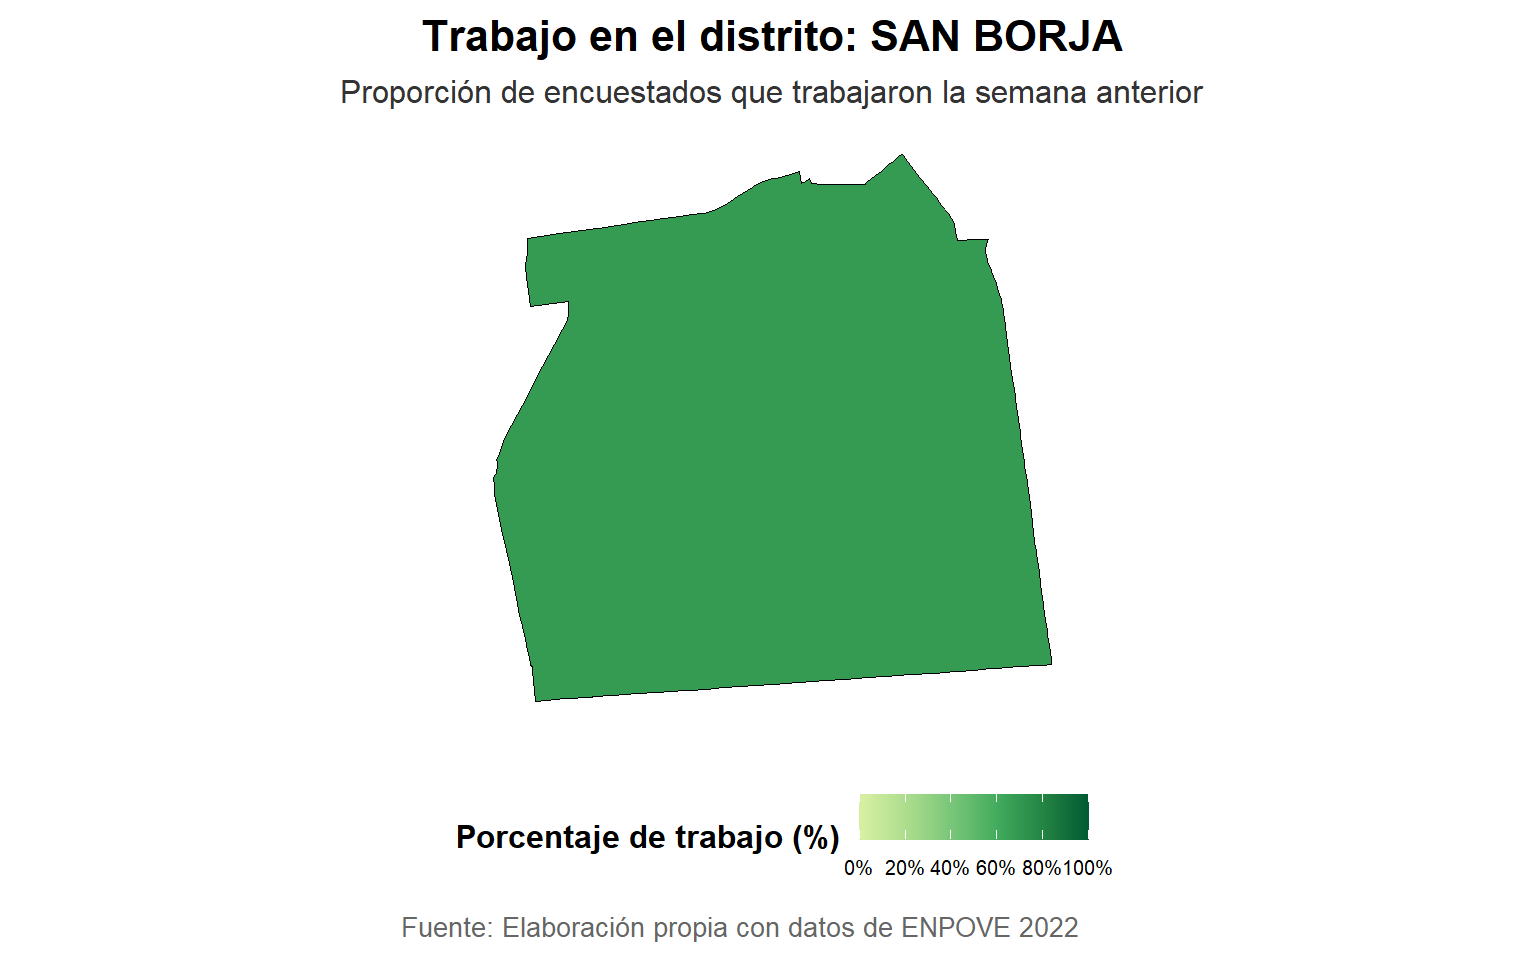 Trabajo en el distrito: SAN BORJA
Proporción de encuestados que trabajaron la semana anterior
Porcentaje de trabajo (%)
0% 20% 40% 60% 80% 100%
Fuente: Elaboración propia con datos de ENPOVE 2022